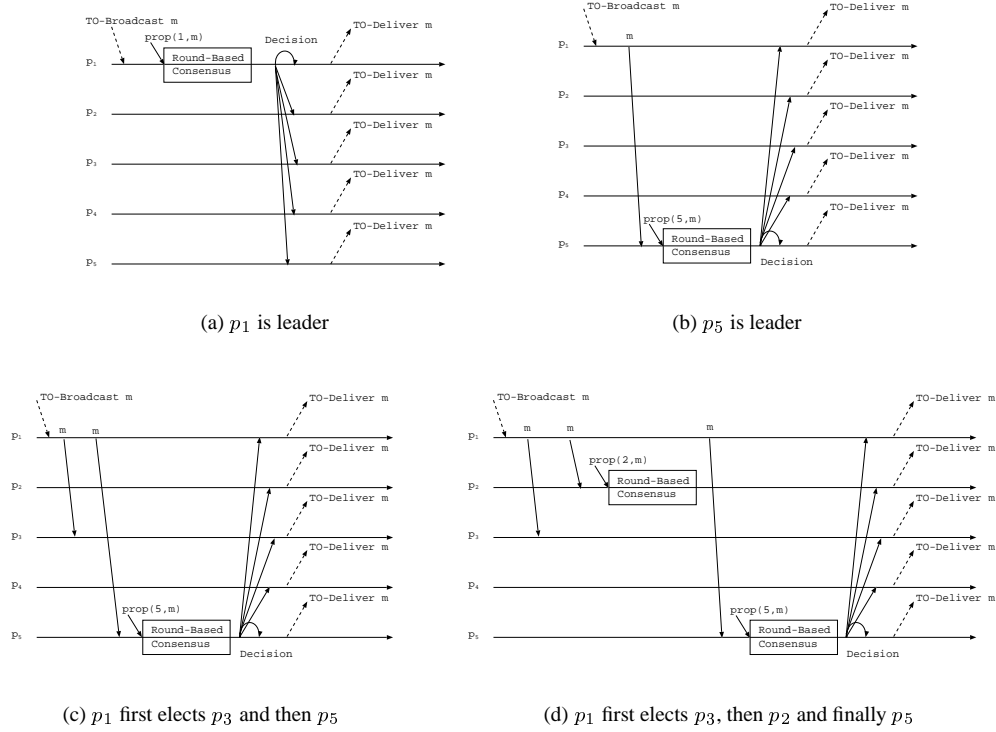 TO-Broadcast m
prop(1,m)
Round-Based
Consensus
Decision
TO-Deliver m
TO-Deliver m
TO-Deliver m
TO-Deliver m
TO-Deliver m
p₁
p₂
p₃
p₄
p₅
(a) p₁ is leader
TO-Broadcast m
m
prop(5,m)
Round-Based
Consensus
Decision
TO-Deliver m
TO-Deliver m
TO-Deliver m
TO-Deliver m
TO-Deliver m
p₁
p₂
p₃
p₄
p₅
(b) p₅ is leader
TO-Broadcast m
m m
prop(5,m)
Round-Based
Consensus
Decision
TO-Deliver m
TO-Deliver m
TO-Deliver m
TO-Deliver m
TO-Deliver m
p₁
p₂
p₃
p₄
p₅
(c) p₁ first elects p₃ and then p₅
TO-Broadcast m
m m m
prop(2,m)
Round-Based
Consensus
prop(5,m)
Round-Based
Consensus
Decision
TO-Deliver m
TO-Deliver m
TO-Deliver m
TO-Deliver m
TO-Deliver m
p₁
p₂
p₃
p₄
p₅
(d) p₁ first elects p₃, then p₂ and finally p₅